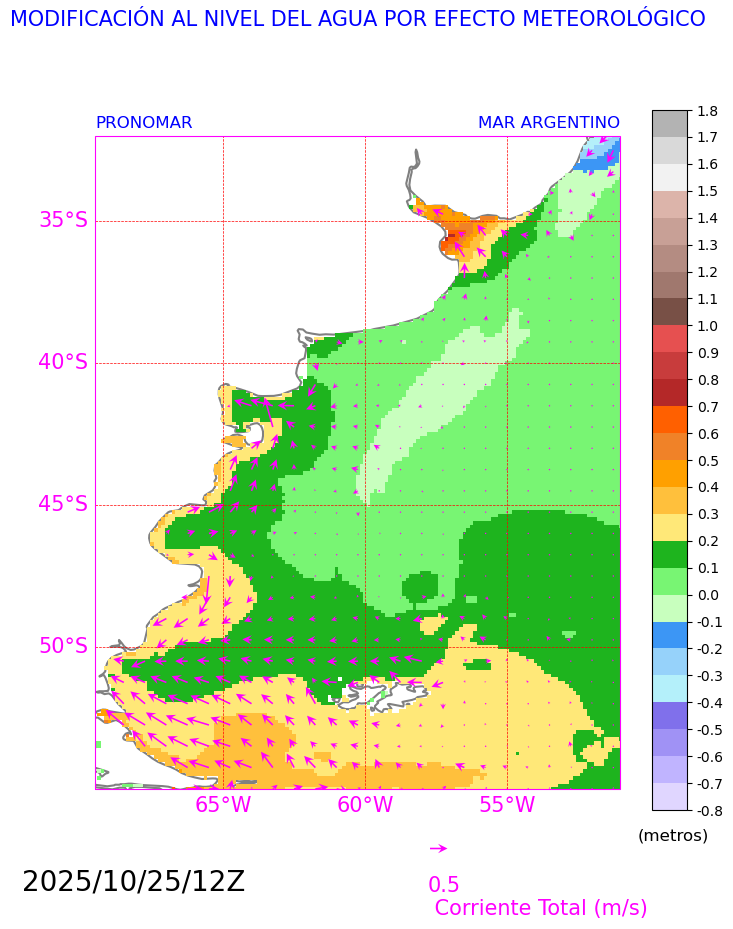 MODIFICACIÓN AL NIVEL DEL AGUA POR EFECTO METEOROLÓGICO
PRONOMAR MAR ARGENTINO
35°S
40°S
45°S
50°S
65°W 60°W 55°W
1.8
1.7
1.6
1.5
1.4
1.3
1.2
1.1
1.0
0.9
0.8
0.7
0.6
0.5
0.4
0.3
0.2
0.1
0.0
-0.1
-0.2
-0.3
-0.4
-0.5
-0.6
-0.7
-0.8
(metros)
2025/10/25/12Z
0.5
Corriente Total (m/s)